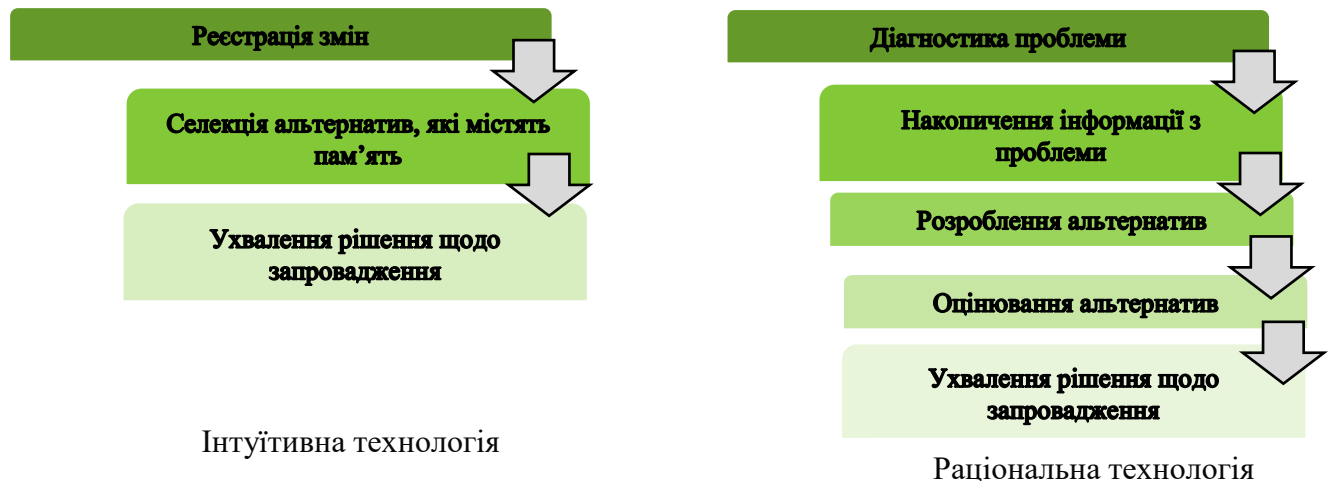 Реєстрація змін
Селекція альтернатив, які містять
пам’ять
Ухвалення рішення щодо
запровадження
Інтуїтивна технологія
Діагностика проблеми
Накопичення інформації з
проблеми
Розроблення альтернатив
Оцінювання альтернатив
Ухвалення рішення щодо
запровадження
Раціональна технологія